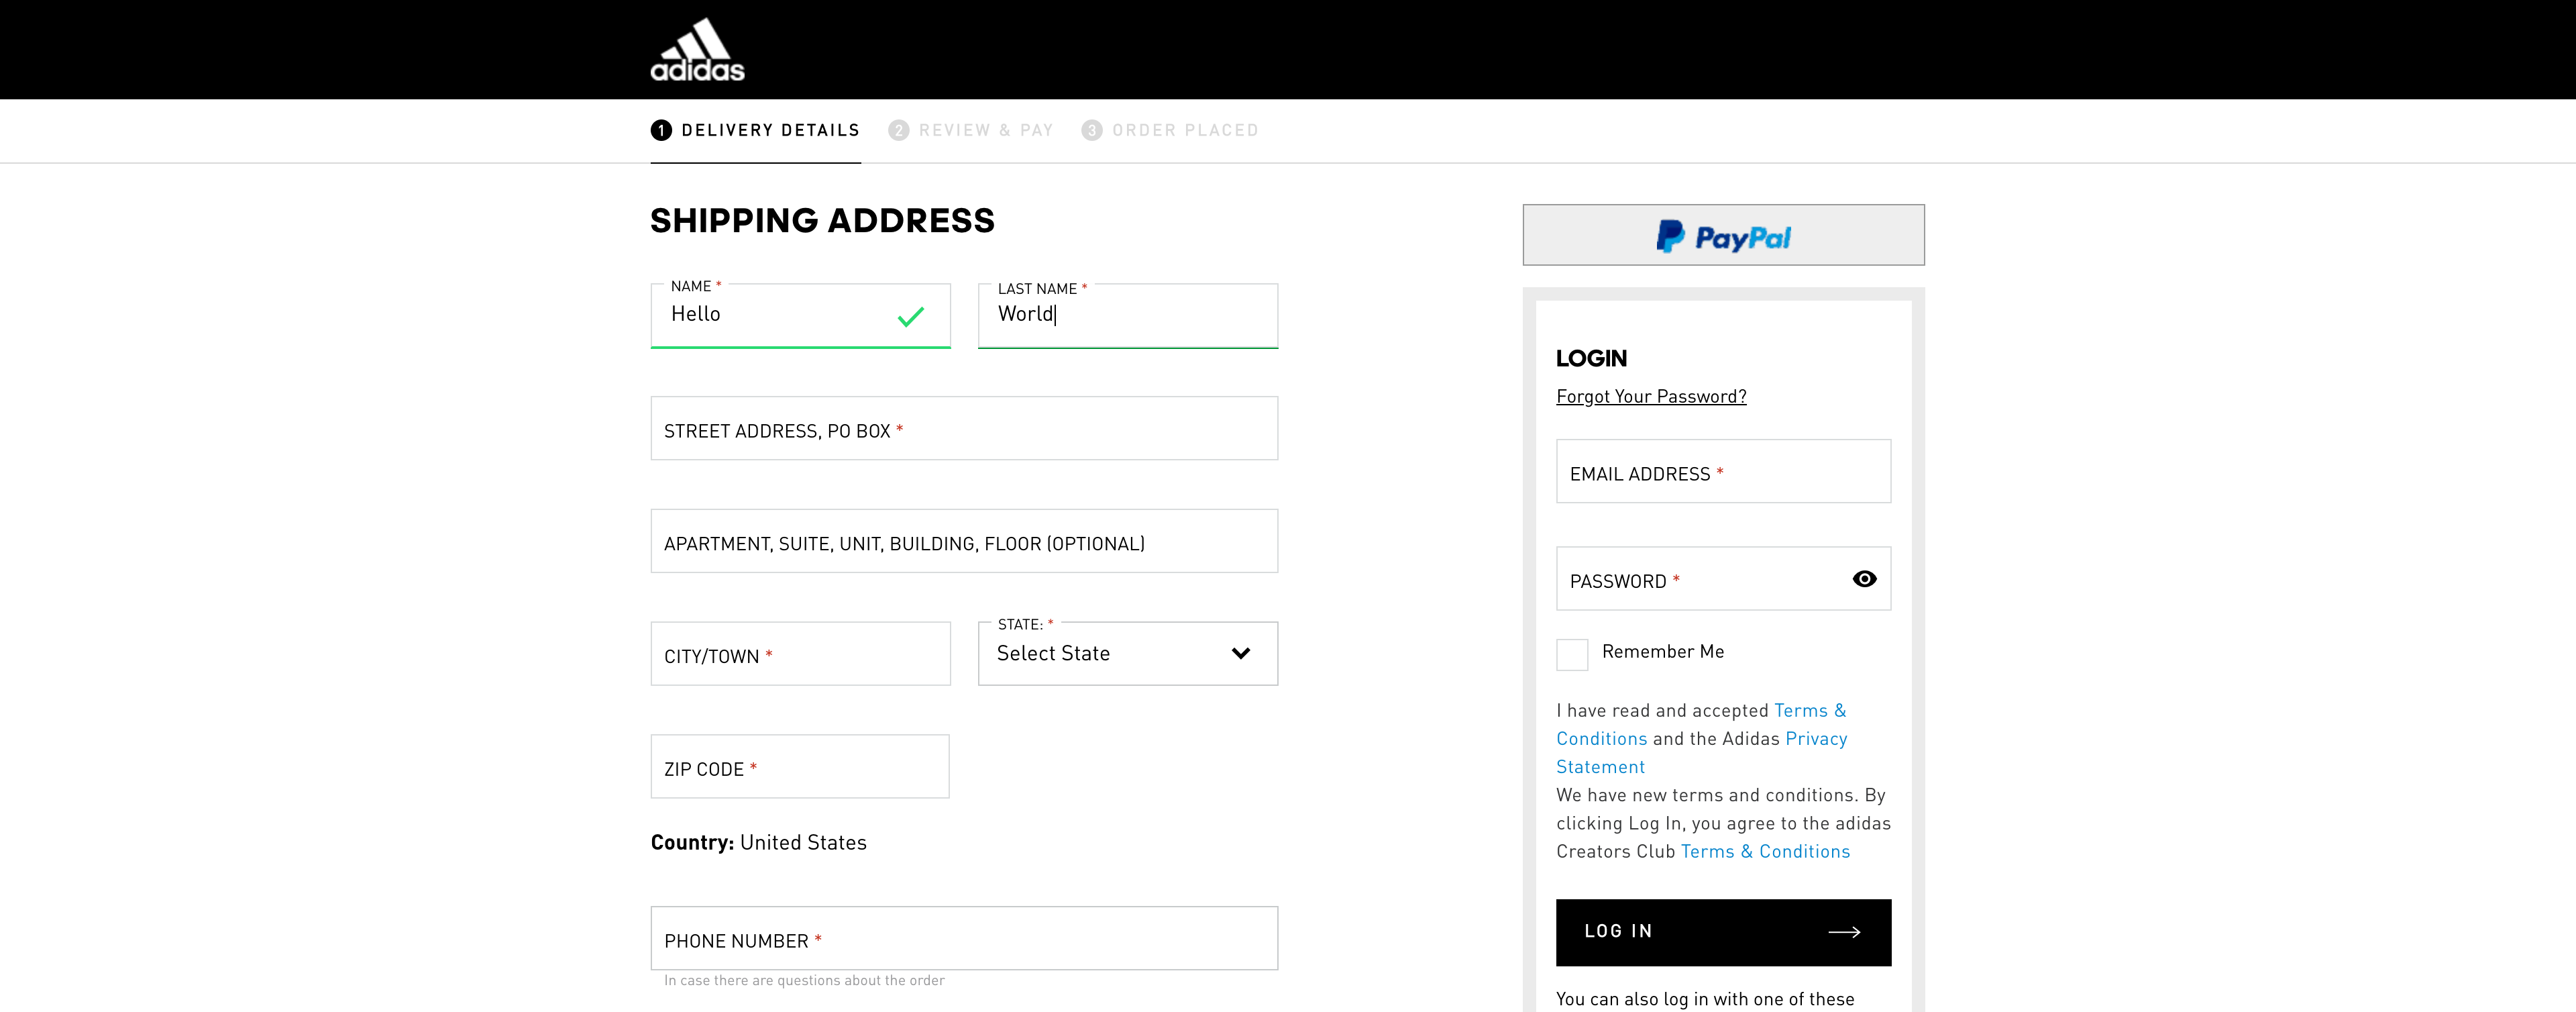 adidas
1 DELIVERY DETAILS 2 REVIEW & PAY 3 ORDER PLACED
SHIPPING ADDRESS
NAME *
Hello
LAST NAME *
World
STREET ADDRESS, PO BOX *
APARTMENT, SUITE, UNIT, BUILDING, FLOOR (OPTIONAL)
CITY/TOWN *
STATE: *
Select State
ZIP CODE *
Country: United States
PHONE NUMBER *
In case there are questions about the order
PayPal
LOGIN
Forgot Your Password?
EMAIL ADDRESS *
PASSWORD *
Remember Me
I have read and accepted Terms &
Conditions and the Adidas Privacy
Statement
We have new terms and conditions. By
clicking Log In, you agree to the adidas
Creators Club Terms & Conditions
LOG IN
You can also log in with one of these